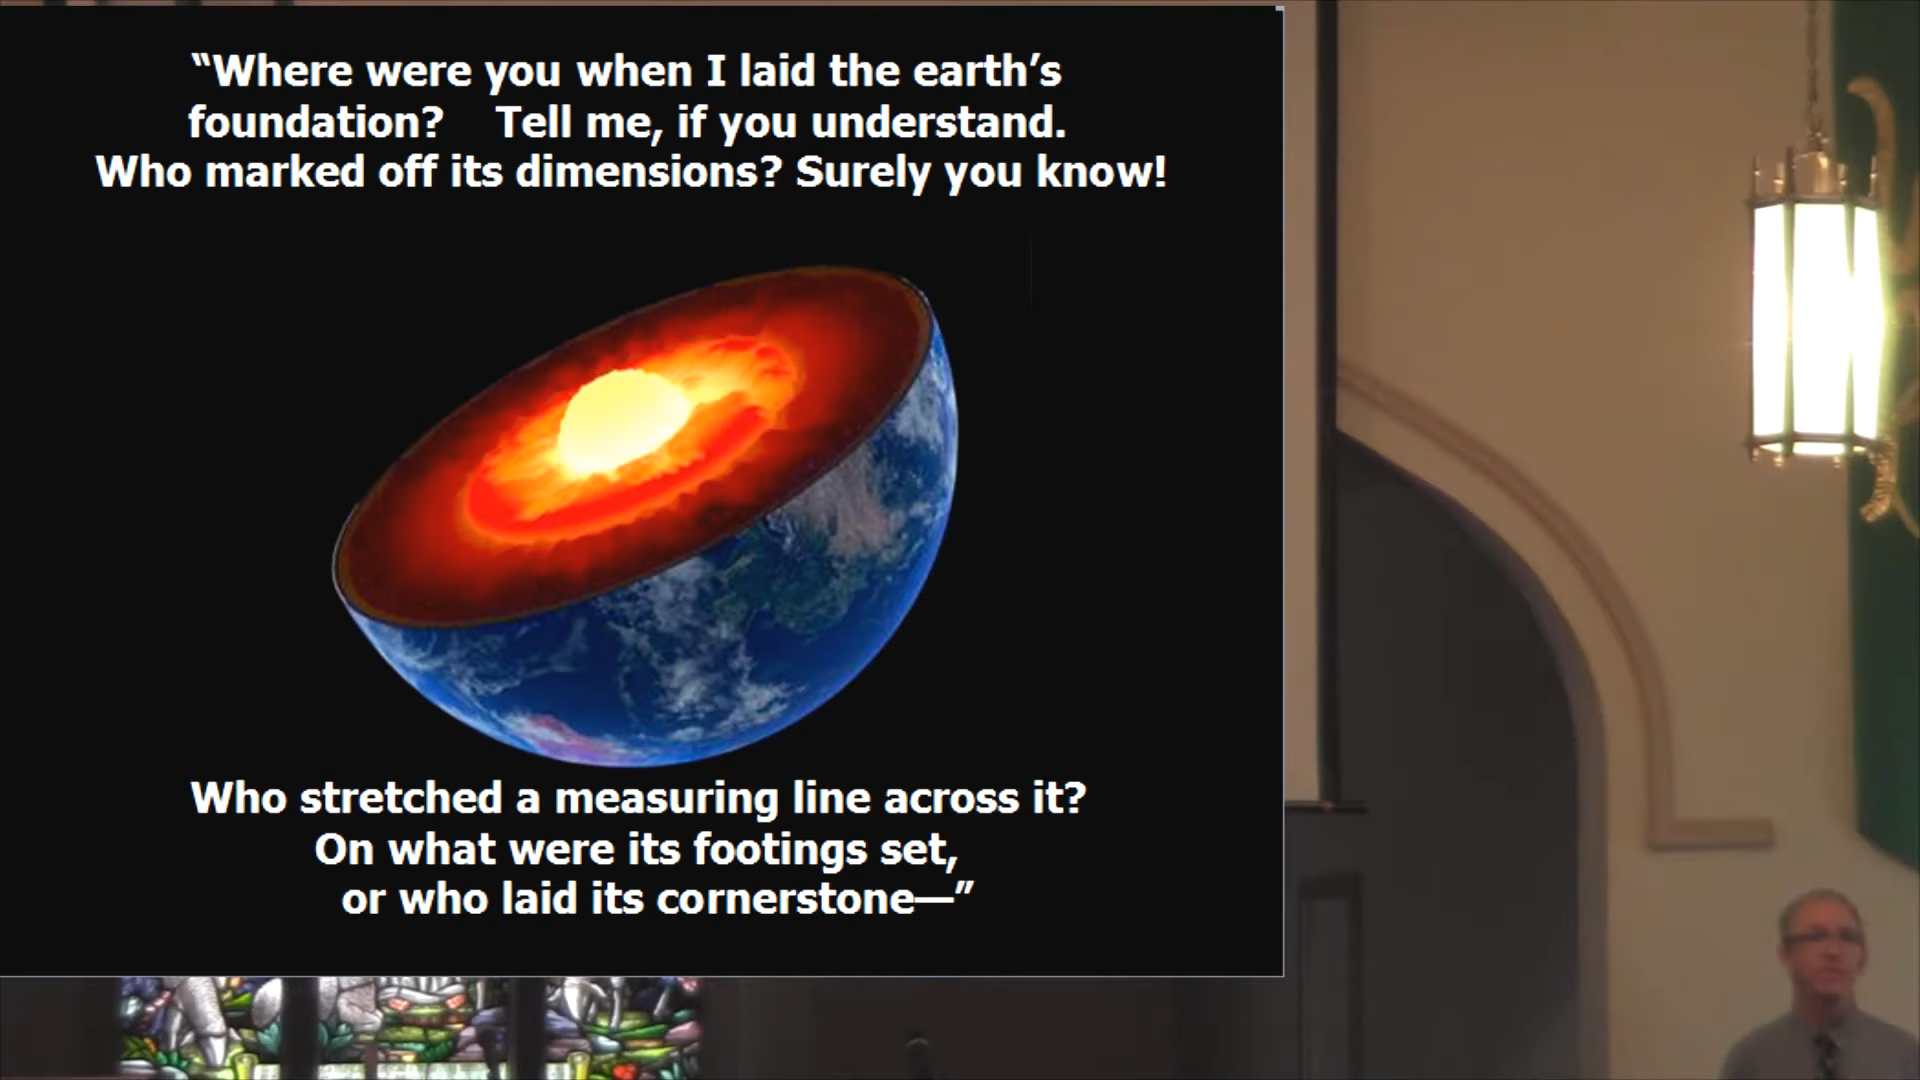 “Where were you when I laid the earth’s
foundation? Tell me, if you understand.
Who marked off its dimensions? Surely you know!
Who stretched a measuring line across it?
On what were its footings set,
or who laid its cornerstone—”